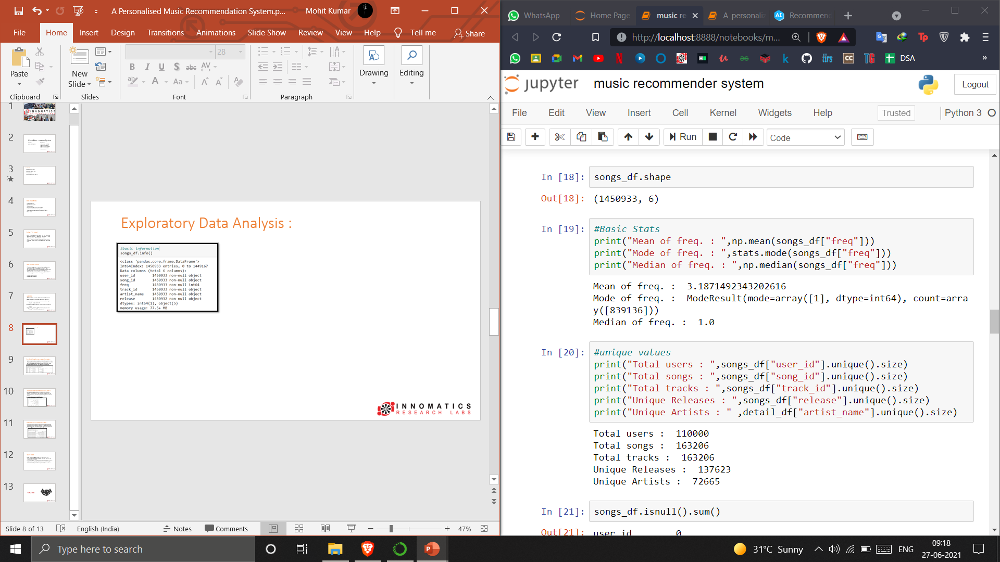 A Personalised Music Recommendation System.p...
Mohit Kumar
File
Home
Insert
Design
Transitions
Animations
Slide Show
Review
View
Help
Tell me
Share
Paste
New
Slide
28
Drawing
Editing
Clipboard
Slides
Font
Paragraph
1
2
3
4
5
6
7
8
9
10
11
12
13
Exploratory Data Analysis :
#basic information
songs_df.info()
<class 'pandas.core.frame.DataFrame'>
Int64Index: 1450933 entries, 0 to 1449167
Data columns (total 6 columns):
user_id 1450933 non-null object
song_id 1450933 non-null object
freq 1450933 non-null int64
track_id 1450933 non-null object
artist_name 1450933 non-null object
release 1450932 non-null object
dtypes: int64(1), object(5)
memory usage: 77.5+ MB
INNOMATICS
RESEARCH LABS
Slide 8 of 13
English (India)
Notes
Comments
47%
WhatsApp
Home Page
music re
A_personaliz
Recommen
http://localhost:8888/notebooks/m...
DSA
jupyter music recommender system
Logout
File Edit View Insert Cell Kernel Widgets Help
Trusted
Python 3
Run
Code
In [18]: songs_df.shape
Out[18]: (1450933, 6)
In [19]: #Basic Stats
print("Mean of freq. : ",np.mean(songs_df["freq"]))
print("Mode of freq. : ",stats.mode(songs_df["freq"]))
print("Median of freq. : ",np.median(songs_df["freq"]))
Mean of freq. :  3.1871492343202616
Mode of freq. :  ModeResult(mode=array([1], dtype=int64), count=arra
y([839136]))
Median of freq. :  1.0
In [20]: #unique values
print("Total users : ",songs_df["user_id"].unique().size)
print("Total songs : ",songs_df["song_id"].unique().size)
print("Total tracks : ",songs_df["track_id"].unique().size)
print("Unique Releases : ",songs_df["release"].unique().size)
print("Unique Artists : " ,detail_df["artist_name"].unique().size)
Total users :  110000
Total songs :  163206
Total tracks :  163206
Unique Releases :  137623
Unique Artists :  72665
In [21]: songs_df.isnull().sum()
Out[21]: user_id 0
Type here to search
31°C Sunny
ENG
09:18
27-06-2021